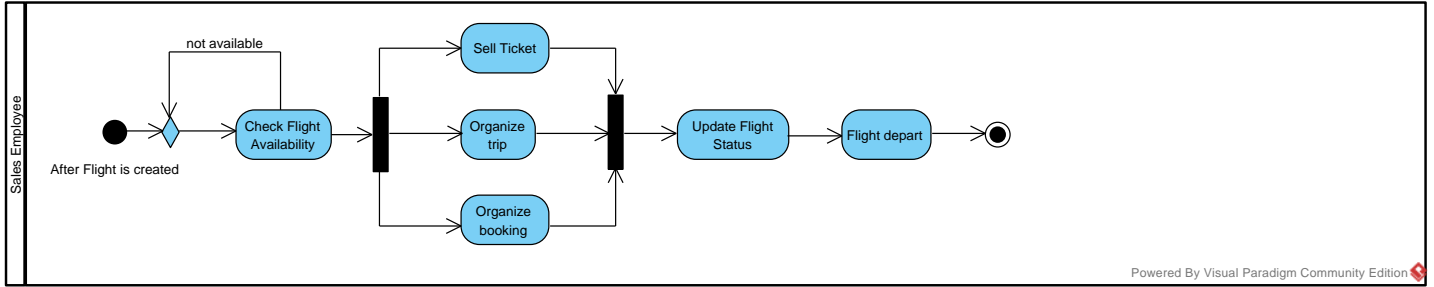 Sales Employee
not available
After Flight is created
Check Flight
Availability
Sell Ticket
Organize
trip
Organize
booking
Update Flight
Status
Flight depart
Powered By Visual Paradigm Community Edition